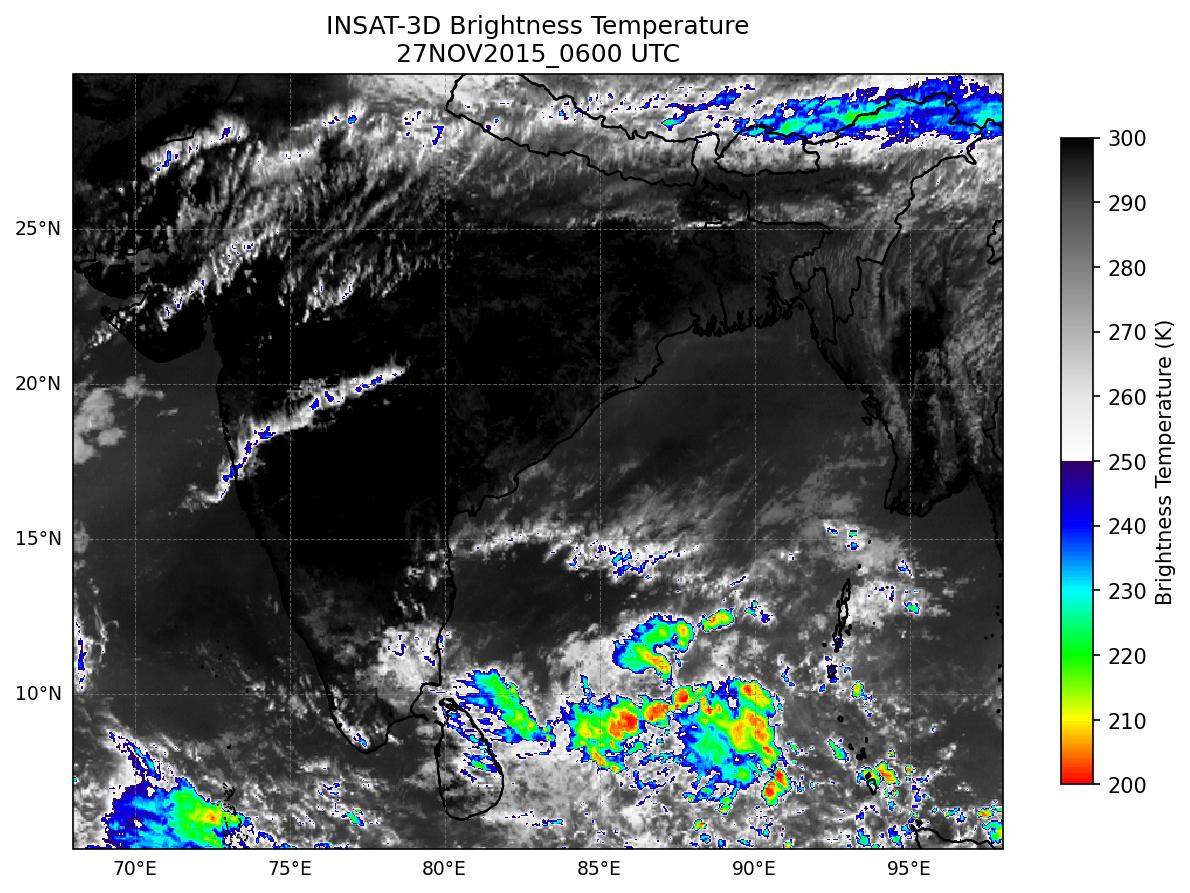 INSAT-3D Brightness Temperature
27NOV2015_0600 UTC
25°N
20°N
15°N
10°N
70°E
75°E
80°E
85°E
90°E
95°E
300
290
280
270
260
250
240
230
220
210
200
Brightness Temperature (K)